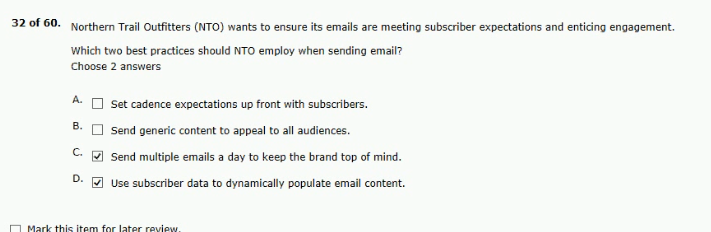 32 of 60. Northern Trail Outfitters (NTO) wants to ensure its emails are meeting subscriber expectations and enticing engagement.
Which two best practices should NTO employ when sending email?
Choose 2 answers
A. Set cadence expectations up front with subscribers.
B. Send generic content to appeal to all audiences.
C. Send multiple emails a day to keep the brand top of mind.
D. Use subscriber data to dynamically populate email content.
Mark this item for later review.